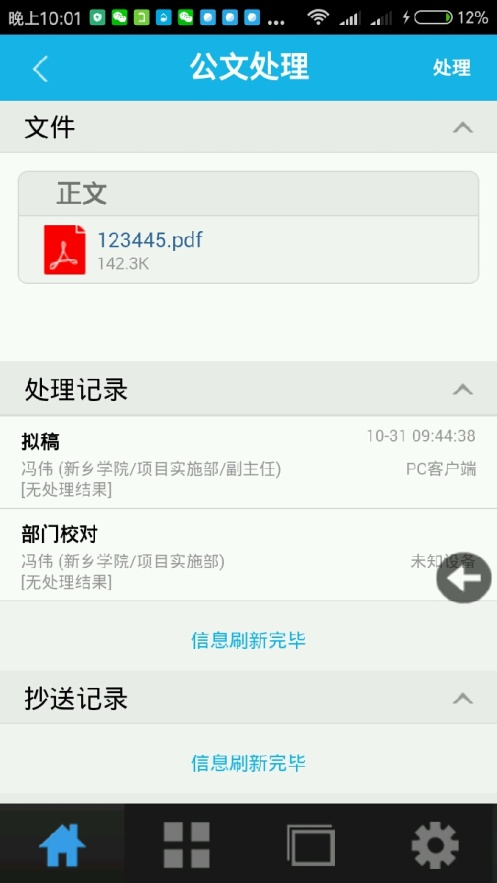 晚上10:01 ... 12%
公文处理 处理
文件
正文
123445.pdf
142.3K
处理记录
拟稿 10-31 09:44:38
冯伟 (新乡学院/项目实施部/副主任) PC客户端
[无处理结果]
部门校对
冯伟 (新乡学院/项目实施部) 未知设备
[无处理结果]
信息刷新完毕
抄送记录
信息刷新完毕